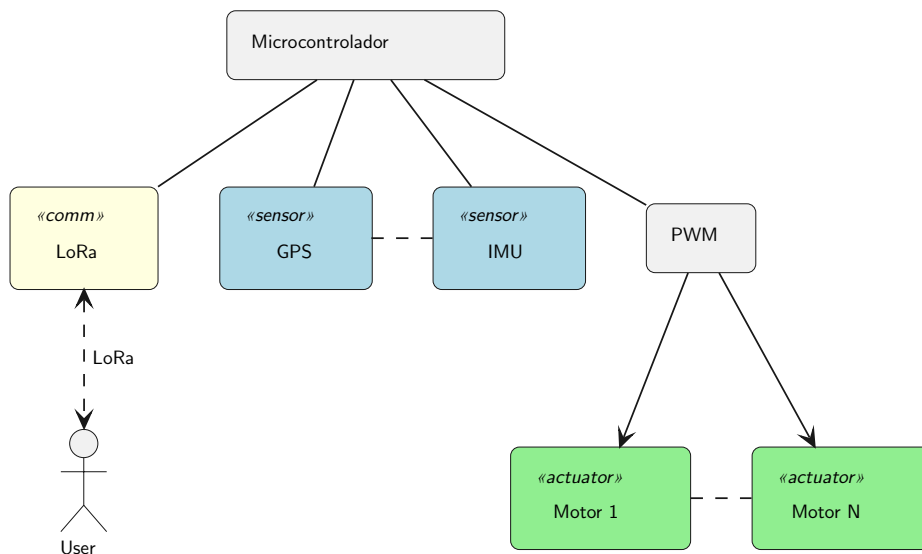 Microcontrolador
«comm»
LoRa
«sensor»
GPS
«sensor»
IMU
PWM
LoRa
User
«actuator»
Motor 1
«actuator»
Motor N